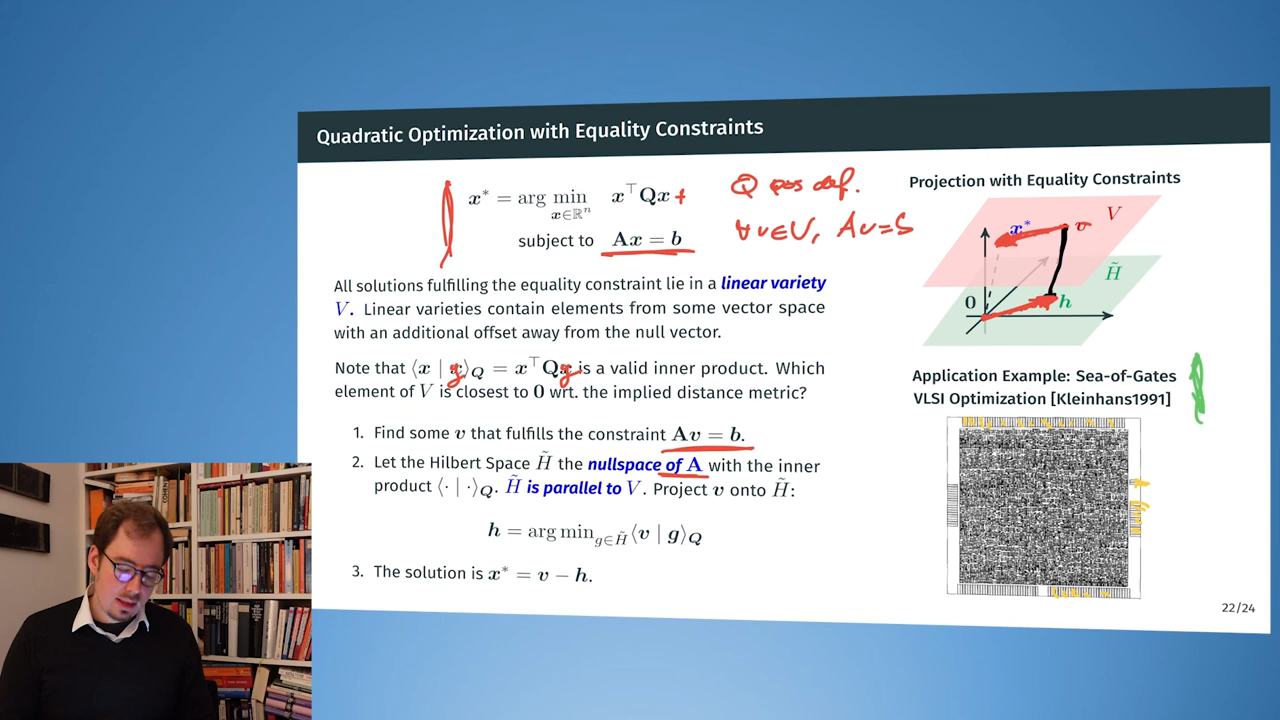 Quadratic Optimization with Equality Constraints
x* = arg min x⊤Qx +
x∈ℝⁿ
subject to Ax = b
Q pos def.
∀v∈V, Av=b
All solutions fulfilling the equality constraint lie in a linear variety
V. Linear varieties contain elements from some vector space
with an additional offset away from the null vector.
Note that ⟨x | y⟩Q = x⊤Qy is a valid inner product. Which
element of V is closest to 0 wrt. the implied distance metric?
1. Find some v that fulfills the constraint Av = b.
2. Let the Hilbert Space H̃ the nullspace of A with the inner
product ⟨· | ·⟩Q. H̃ is parallel to V. Project v onto H̃:
h = arg min g∈H̃ ⟨v | g⟩Q
3. The solution is x* = v − h.
Projection with Equality Constraints
x*
v
V
H̃
0
h
Application Example: Sea-of-Gates
VLSI Optimization [Kleinhans1991]
22/24